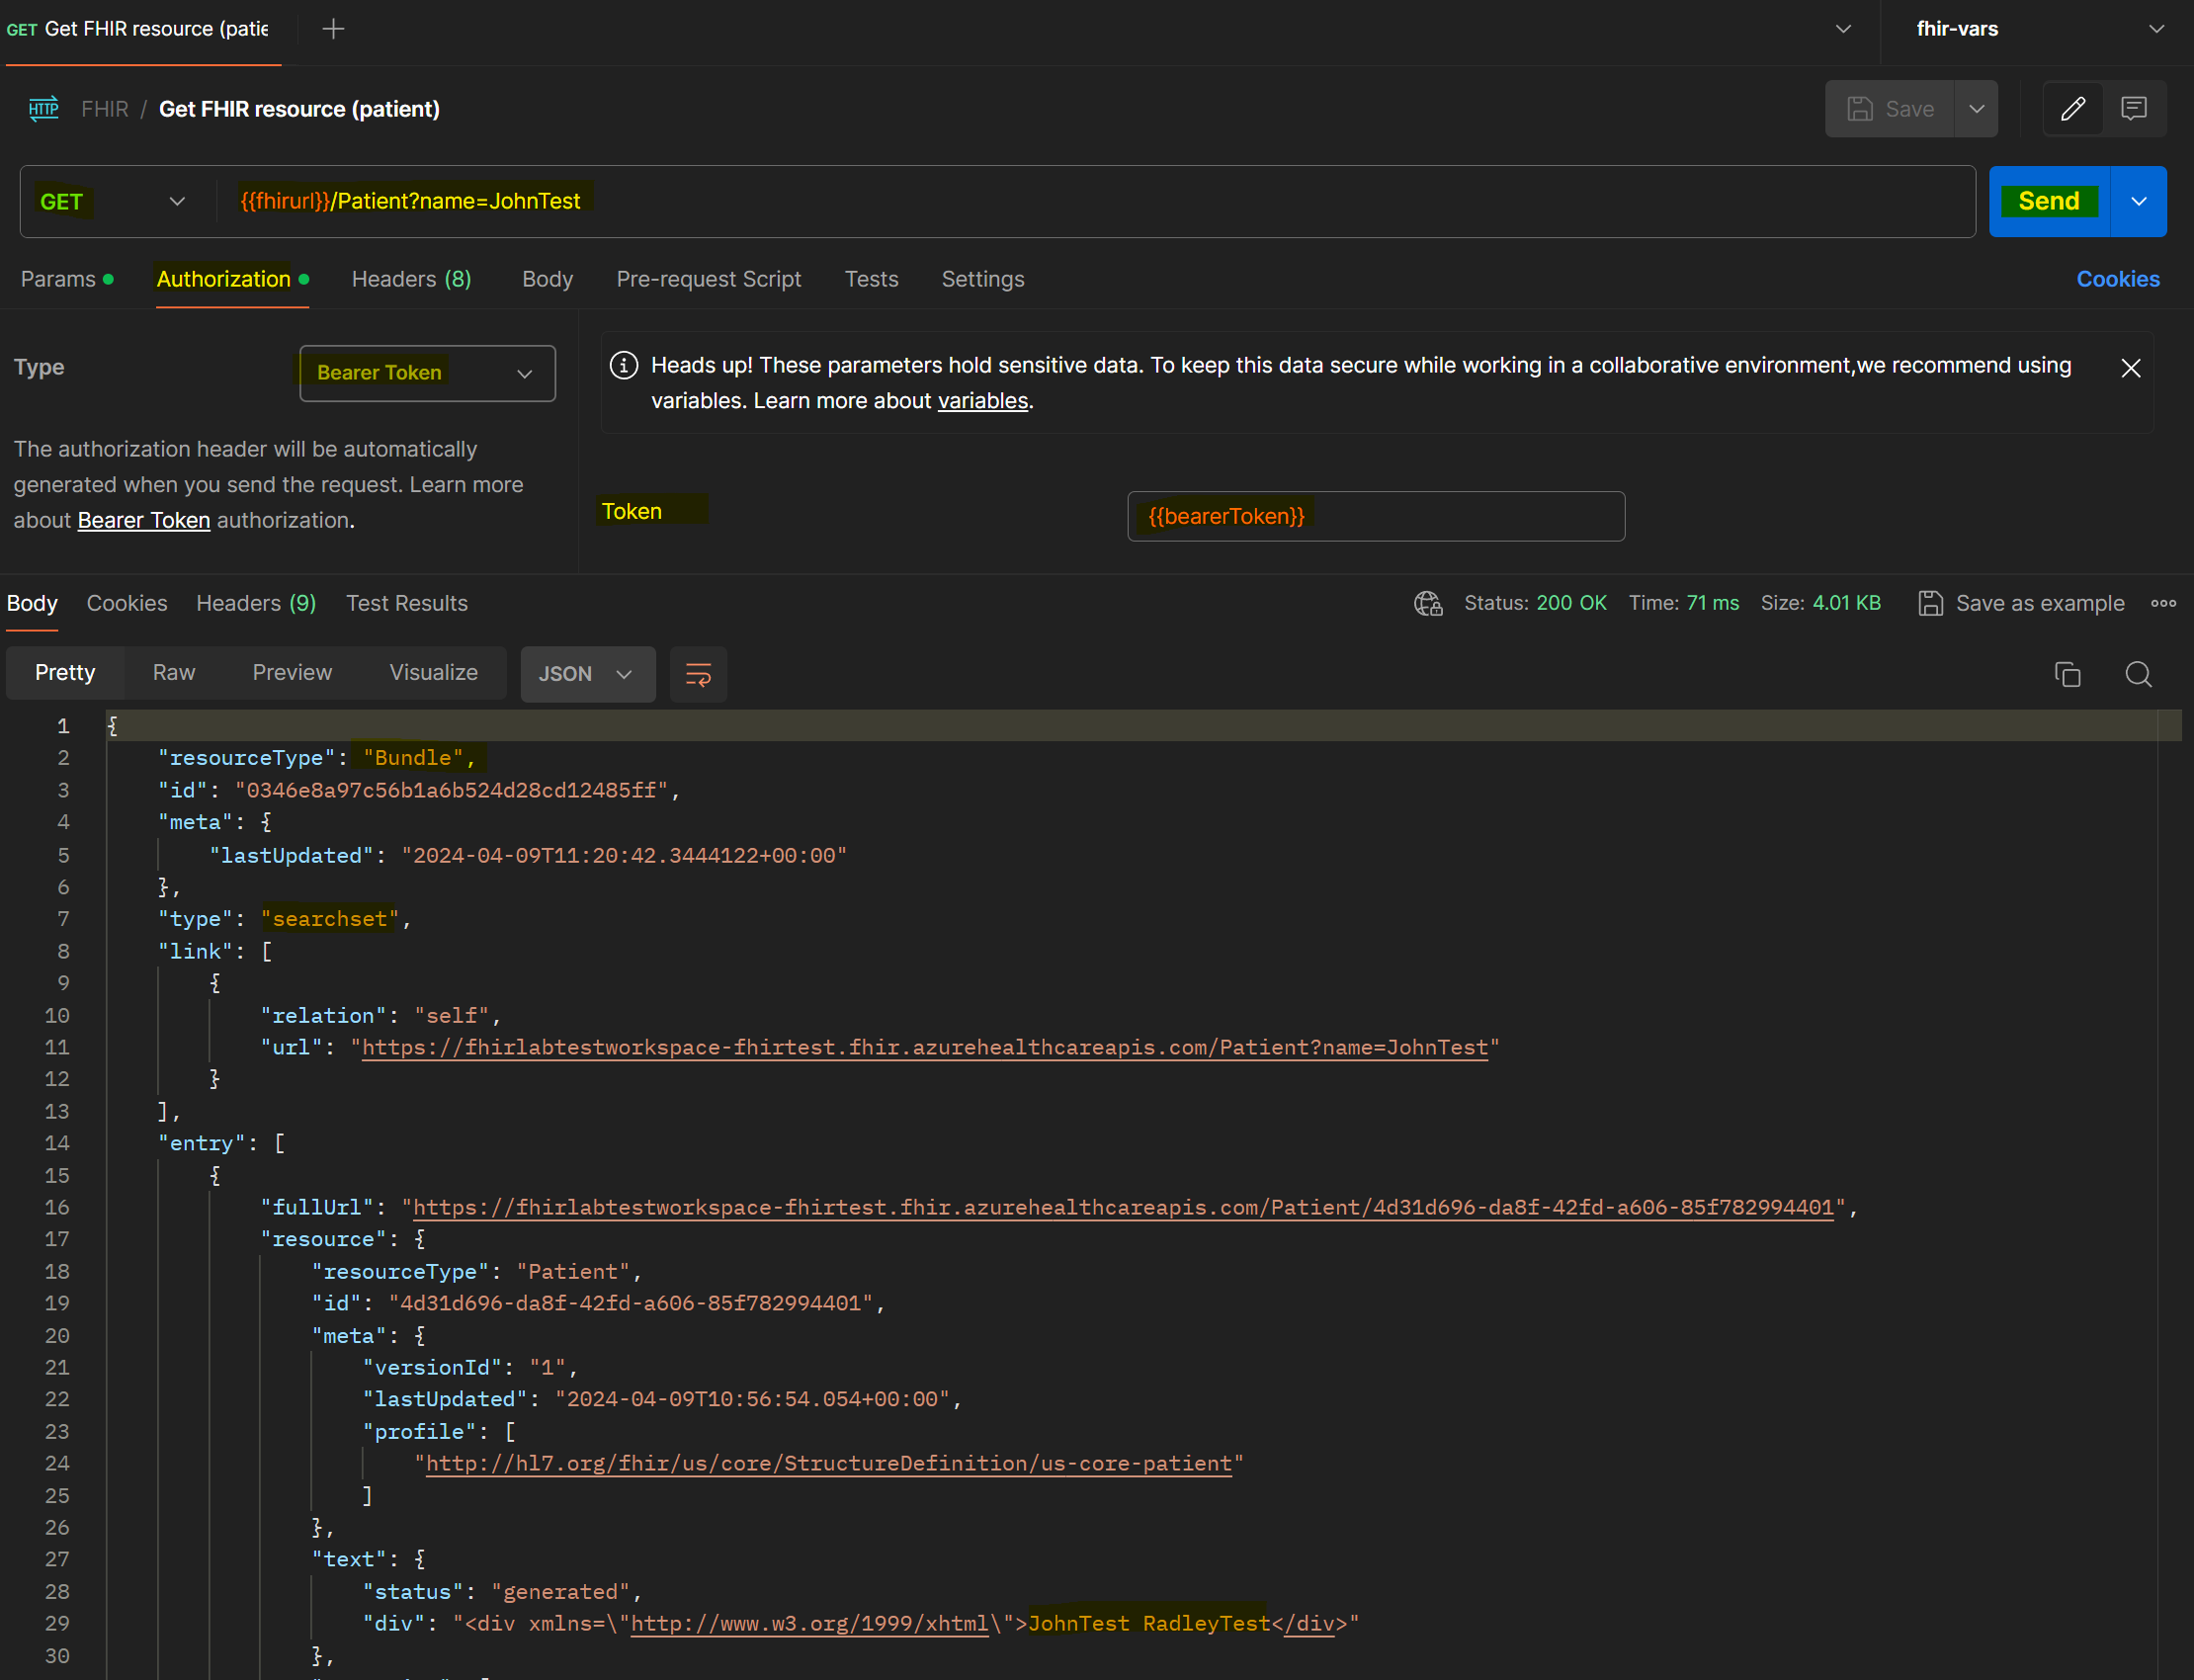 GET Get FHIR resource (patie
fhir-vars
HTTP FHIR / Get FHIR resource (patient)
Save
GET {{fhirurl}}/Patient?name=JohnTest
Send
Params Authorization Headers (8) Body Pre-request Script Tests Settings Cookies
Type Bearer Token
The authorization header will be automatically
generated when you send the request. Learn more
about Bearer Token authorization.
Heads up! These parameters hold sensitive data. To keep this data secure while working in a collaborative environment,we recommend using
variables. Learn more about variables.
Token {{bearerToken}}
Body Cookies Headers (9) Test Results Status: 200 OK Time: 71 ms Size: 4.01 KB Save as example
Pretty Raw Preview Visualize JSON
1 {
2 "resourceType": "Bundle",
3 "id": "0346e8a97c56b1a6b524d28cd12485ff",
4 "meta": {
5 "lastUpdated": "2024-04-09T11:20:42.3444122+00:00"
6 },
7 "type": "searchset",
8 "link": [
9 {
10 "relation": "self",
11 "url": "https://fhirlabtestworkspace-fhirtest.fhir.azurehealthcareapis.com/Patient?name=JohnTest"
12 }
13 ],
14 "entry": [
15 {
16 "fullUrl": "https://fhirlabtestworkspace-fhirtest.fhir.azurehealthcareapis.com/Patient/4d31d696-da8f-42fd-a606-85f782994401",
17 "resource": {
18 "resourceType": "Patient",
19 "id": "4d31d696-da8f-42fd-a606-85f782994401",
20 "meta": {
21 "versionId": "1",
22 "lastUpdated": "2024-04-09T10:56:54.054+00:00",
23 "profile": [
24 "http://hl7.org/fhir/us/core/StructureDefinition/us-core-patient"
25 ]
26 },
27 "text": {
28 "status": "generated",
29 "div": "<div xmlns=\"http://www.w3.org/1999/xhtml\">JohnTest RadleyTest</div>"
30 },